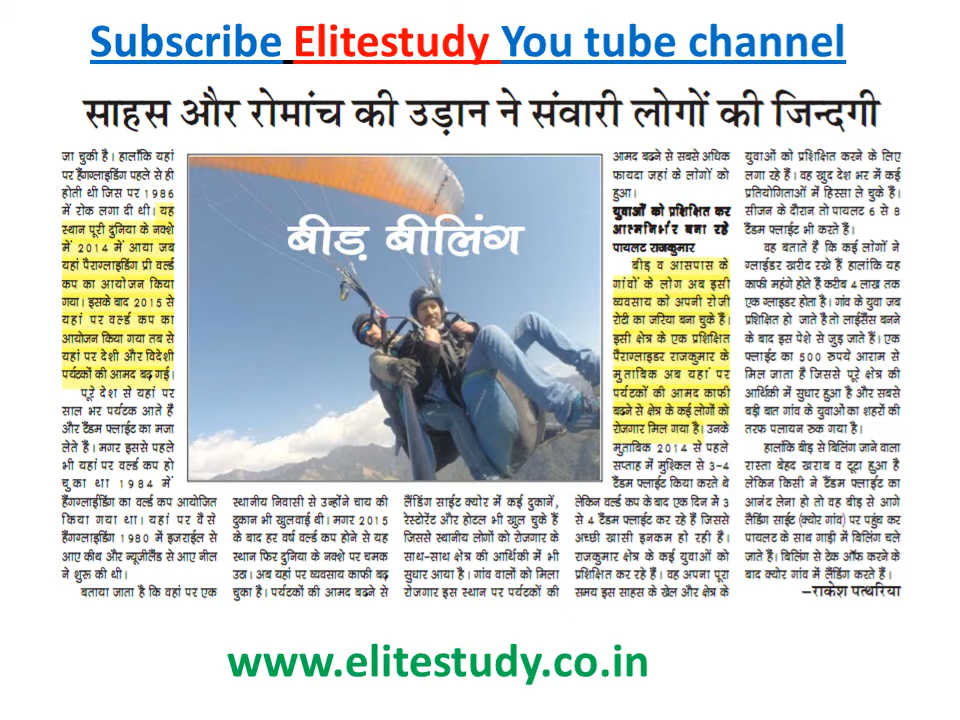 Subscribe Elitestudy You tube channel
साहस और रोमांच की उड़ान ने संवारी लोगों की जिन्दगी
जा चुकी है। हालाँकि यहां
पर हैंगग्लाइडिंग पहले से ही
होती थी जिस पर 1986
में रोक लगा दी थी। यह
स्थान पूरी दुनिया के नक्शे
में 2014 में आया जब
यहां पैराग्लाइडिंग प्री वर्ल्ड
कप का आयोजन किया
गया। इसके बाद 2015 से
यहां पर वर्ल्ड कप का
आयोजन किया गया तब से
यहां पर देशी और विदेशी
पर्यटकों की आमद बढ़ गई।
पूरे देश से यहां पर
साल भर पर्यटक आते हैं
और टैंडम फ्लाईट का मजा
लेते हैं। मगर इससे पहले
भी यहां पर वर्ल्ड कप हो
चुका था 1984 में
हैंगग्लाईडिंग का वर्ल्ड कप आयोजित
किया गया था। यहां पर वैसे
हैंगग्लाइडिंग 1980 में इजराईल से
आए कीथ और न्यूजीलैंड से आए नील
ने शुरू की थी।
बताया जाता है कि वहां पर एक
बीड़ बीलिंग
स्थानीय निवासी से उन्होंने चाय की
दुकान भी खुलवाई थी। मगर 2015
के बाद हर वर्ष वर्ल्ड कप होने से यह
स्थान फिर दुनिया के नक्शे पर चमक
उठा। अब यहां पर व्यवसाय काफी बढ़
चुका है। पर्यटकों की आमद बढने से
लैंडिंग साईट क्योर में कई दुकानें,
रेस्टोरेंट और होटल भी खुल चुके हैं
जिससे स्थानीय लोगों को रोजगार के
साथ-साथ क्षेत्र की आर्थिकी में भी
सुधार आया है। गांव वालों को मिला
रोजगार इस स्थान पर पर्यटकों की
आमद बढने से सबसे अधिक
फायदा जहां के लोगों को
हुआ।
युवाओं को प्रशिक्षित कर
आत्मनिर्भर बना रहे
पायलट राजकुमार
बीड़ व आसपास के
गांवों के लोग अब इसी
व्यवसाय को अपनी रोजी
रोटी का जरिया बना चुके हैं।
इसी क्षेत्र के एक प्रशिक्षित
पैराग्लाइडर राजकुमार के
मुताबिक अब यहां पर
पर्यटकों की आमद काफी
बढने से क्षेत्र के कई लोगों को
रोजगार मिल गया है। उनके
मुताबिक 2014 से पहले
सप्ताह में मुश्किल से 3-4
टैंडम फ्लाईट किया करते थे
लेकिन वर्ल्ड कप के बाद एक दिन में 3
से 4 टैंडम फ्लाईट कर रहे हैं जिससे
अच्छी खासी इनकम हो रही है।
राजकुमार क्षेत्र के कई युवाओं को
प्रशिक्षित कर रहे हैं। वह अपना पूरा
समय इस साहस के खेल और क्षेत्र के
युवाओं को प्रशिक्षित करने के लिए
लगा रहे हैं। वह खुद देश भर में कई
प्रतियोगिताओं में हिस्सा ले चुके हैं।
सीजन के दौरान तो पायलट 6 से 8
टैंडम फ्लाईट भी करते हैं।
वह बताते है कि कई लोगों ने
ग्लाईडर खरीद रखे हैं हालांकि यह
काफी महंगे होते हैं करीब 4 लाख तक
एक ग्लाइडर होता है। गांव के युवा जब
प्रशिक्षित हो जाते है तो लाईसैंस बनने
के बाद इस पेशे से जुड़ जाते हैं। एक
फ्लाईट का 500 रुपये आराम से
मिल जाता है जिससे पूरे क्षेत्र की
आर्थिकी में सुधार हुआ है और सबसे
बड़ी बात गांव के युवाओं का शहरों की
तरफ पलायन रुक गया है।
हालांकि बीड़ से बिलिंग जाने वाला
रास्ता बेहद खराब व टूटा हुआ है
लेकिन किसी ने टैंडम फ्लाईट का
आनंद लेना हो तो वह बीड़ से आगे
लैडिंग साईट (क्योर गांव) पर पहुंच कर
पायलट के साथ गाड़ी में बिलिंग चले
जाते हैं। बिलिंग से टेक ऑफ करने के
बाद क्योर गांव में लैंडिंग करते हैं।
–राकेश पत्थरिया
www.elitestudy.co.in